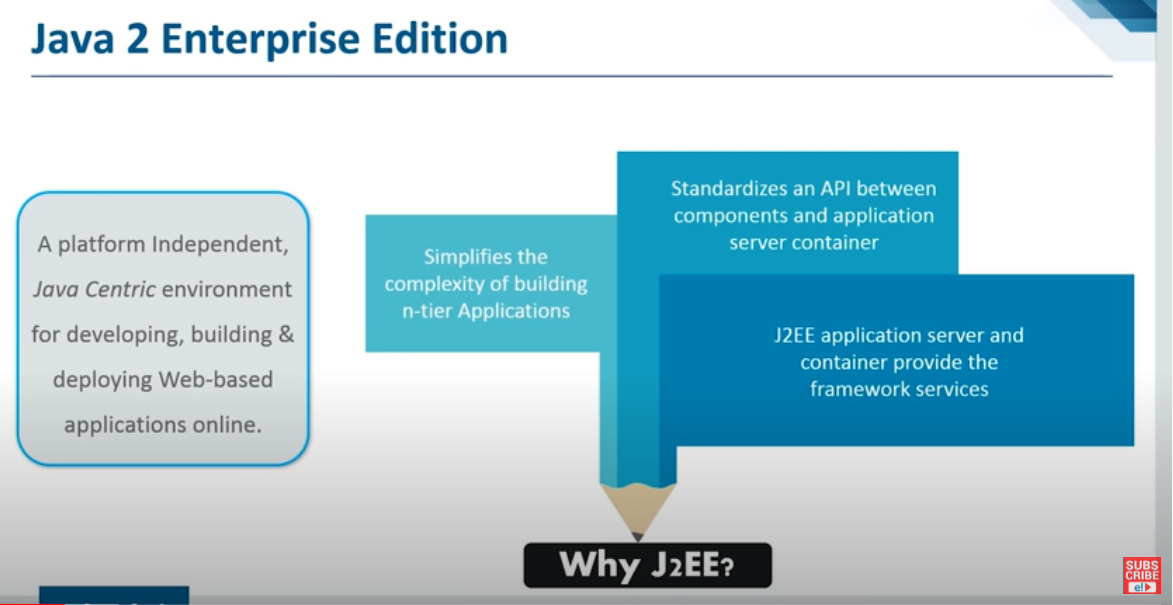 Java 2 Enterprise Edition
A platform Independent,
Java Centric environment
for developing, building &
deploying Web-based
applications online.
Simplifies the
complexity of building
n-tier Applications
Standardizes an API between
components and application
server container
J2EE application server and
container provide the
framework services
Why J2EE?
SUBS
CRIBE
e!